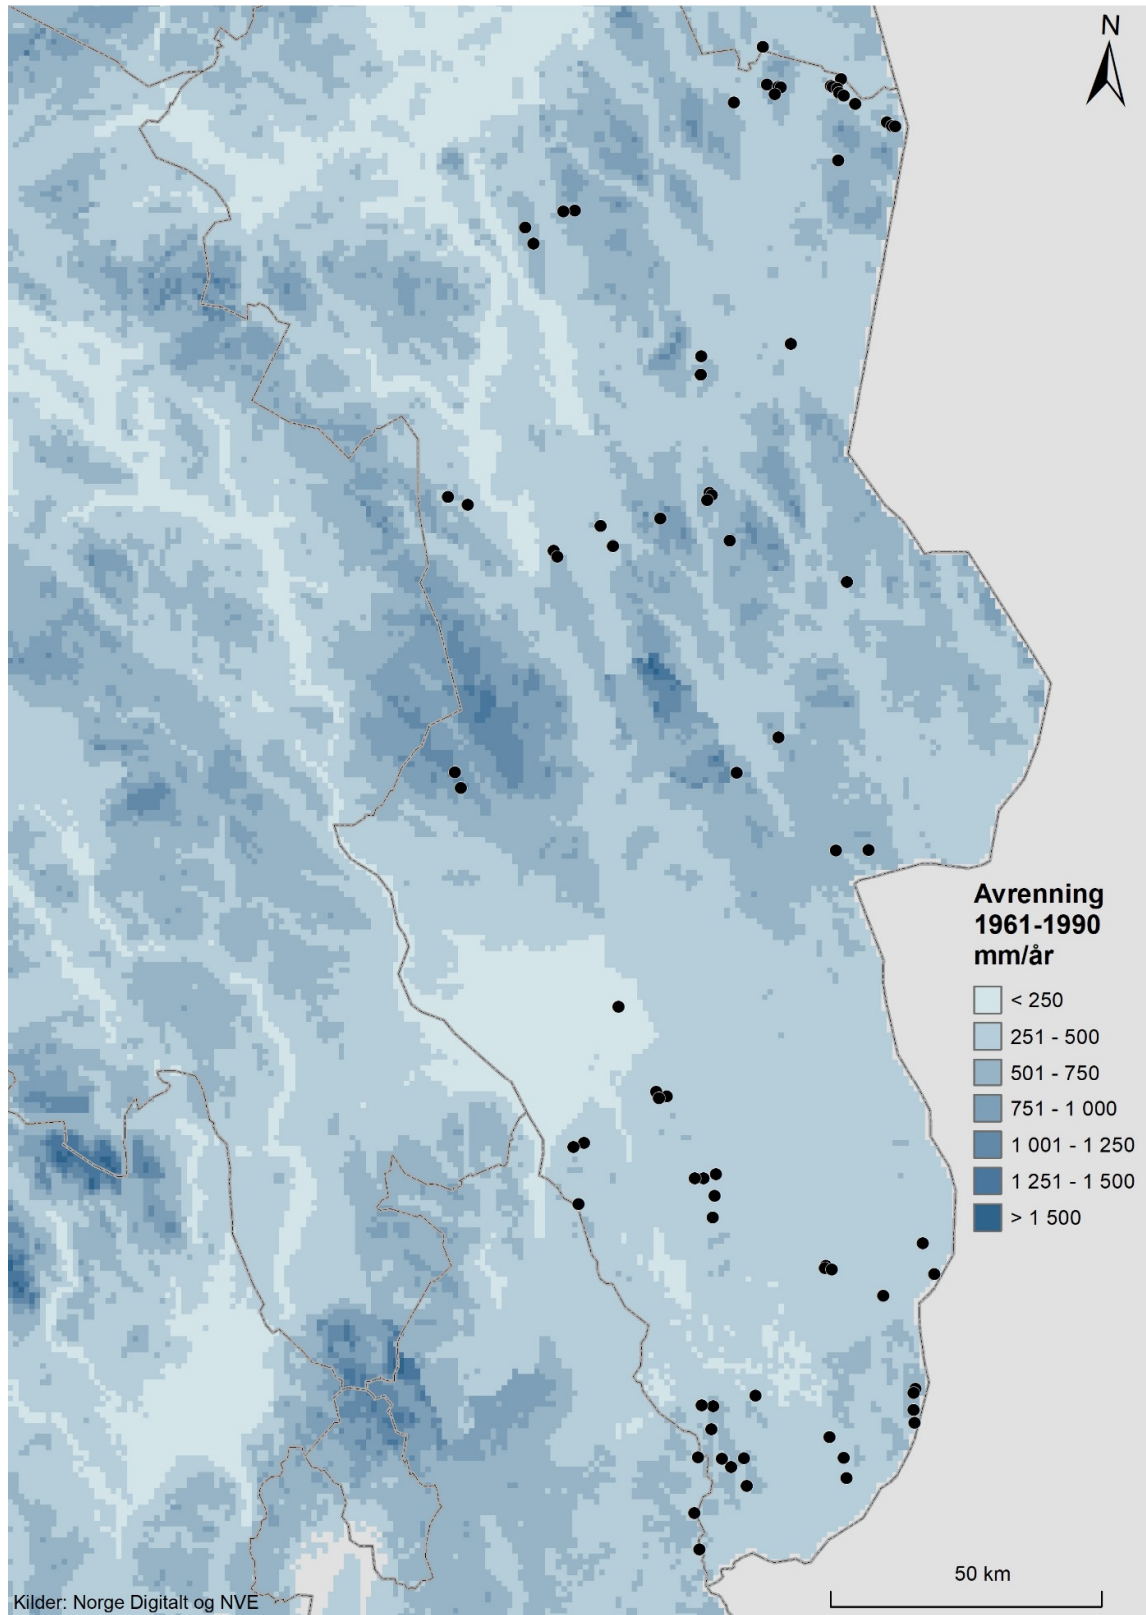 N
Avrenning
1961-1990
mm/år
< 250
251 - 500
501 - 750
751 - 1 000
1 001 - 1 250
1 251 - 1 500
> 1 500
50 km
Kilder: Norge Digitalt og NVE